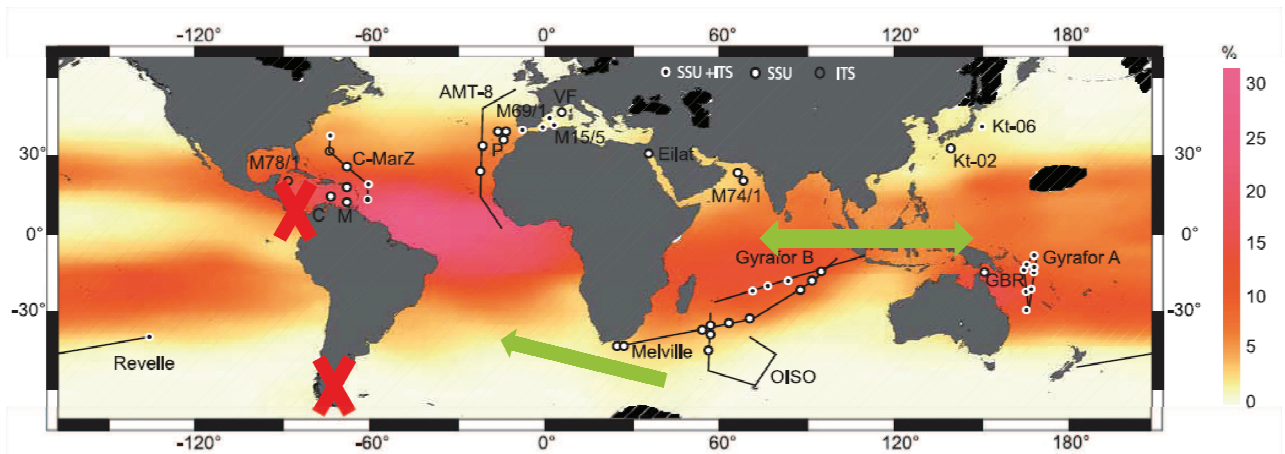 -120° -60° 0° 60° 120° 180°
%
SSU +ITS SSU ITS
30
AMT-8
VF
M69/1
M15/5
Kt-06
25
P
Kt-02
30°
M78/1
C-MarZ
Eilat
30°
20
M74/1
C M
15
0°
0°
Gyrafor B
Gyrafor A
GBR
10
-30°
-30°
Revelle
Melville
5
OISO
0
-120° -60° 0° 60° 120° 180°